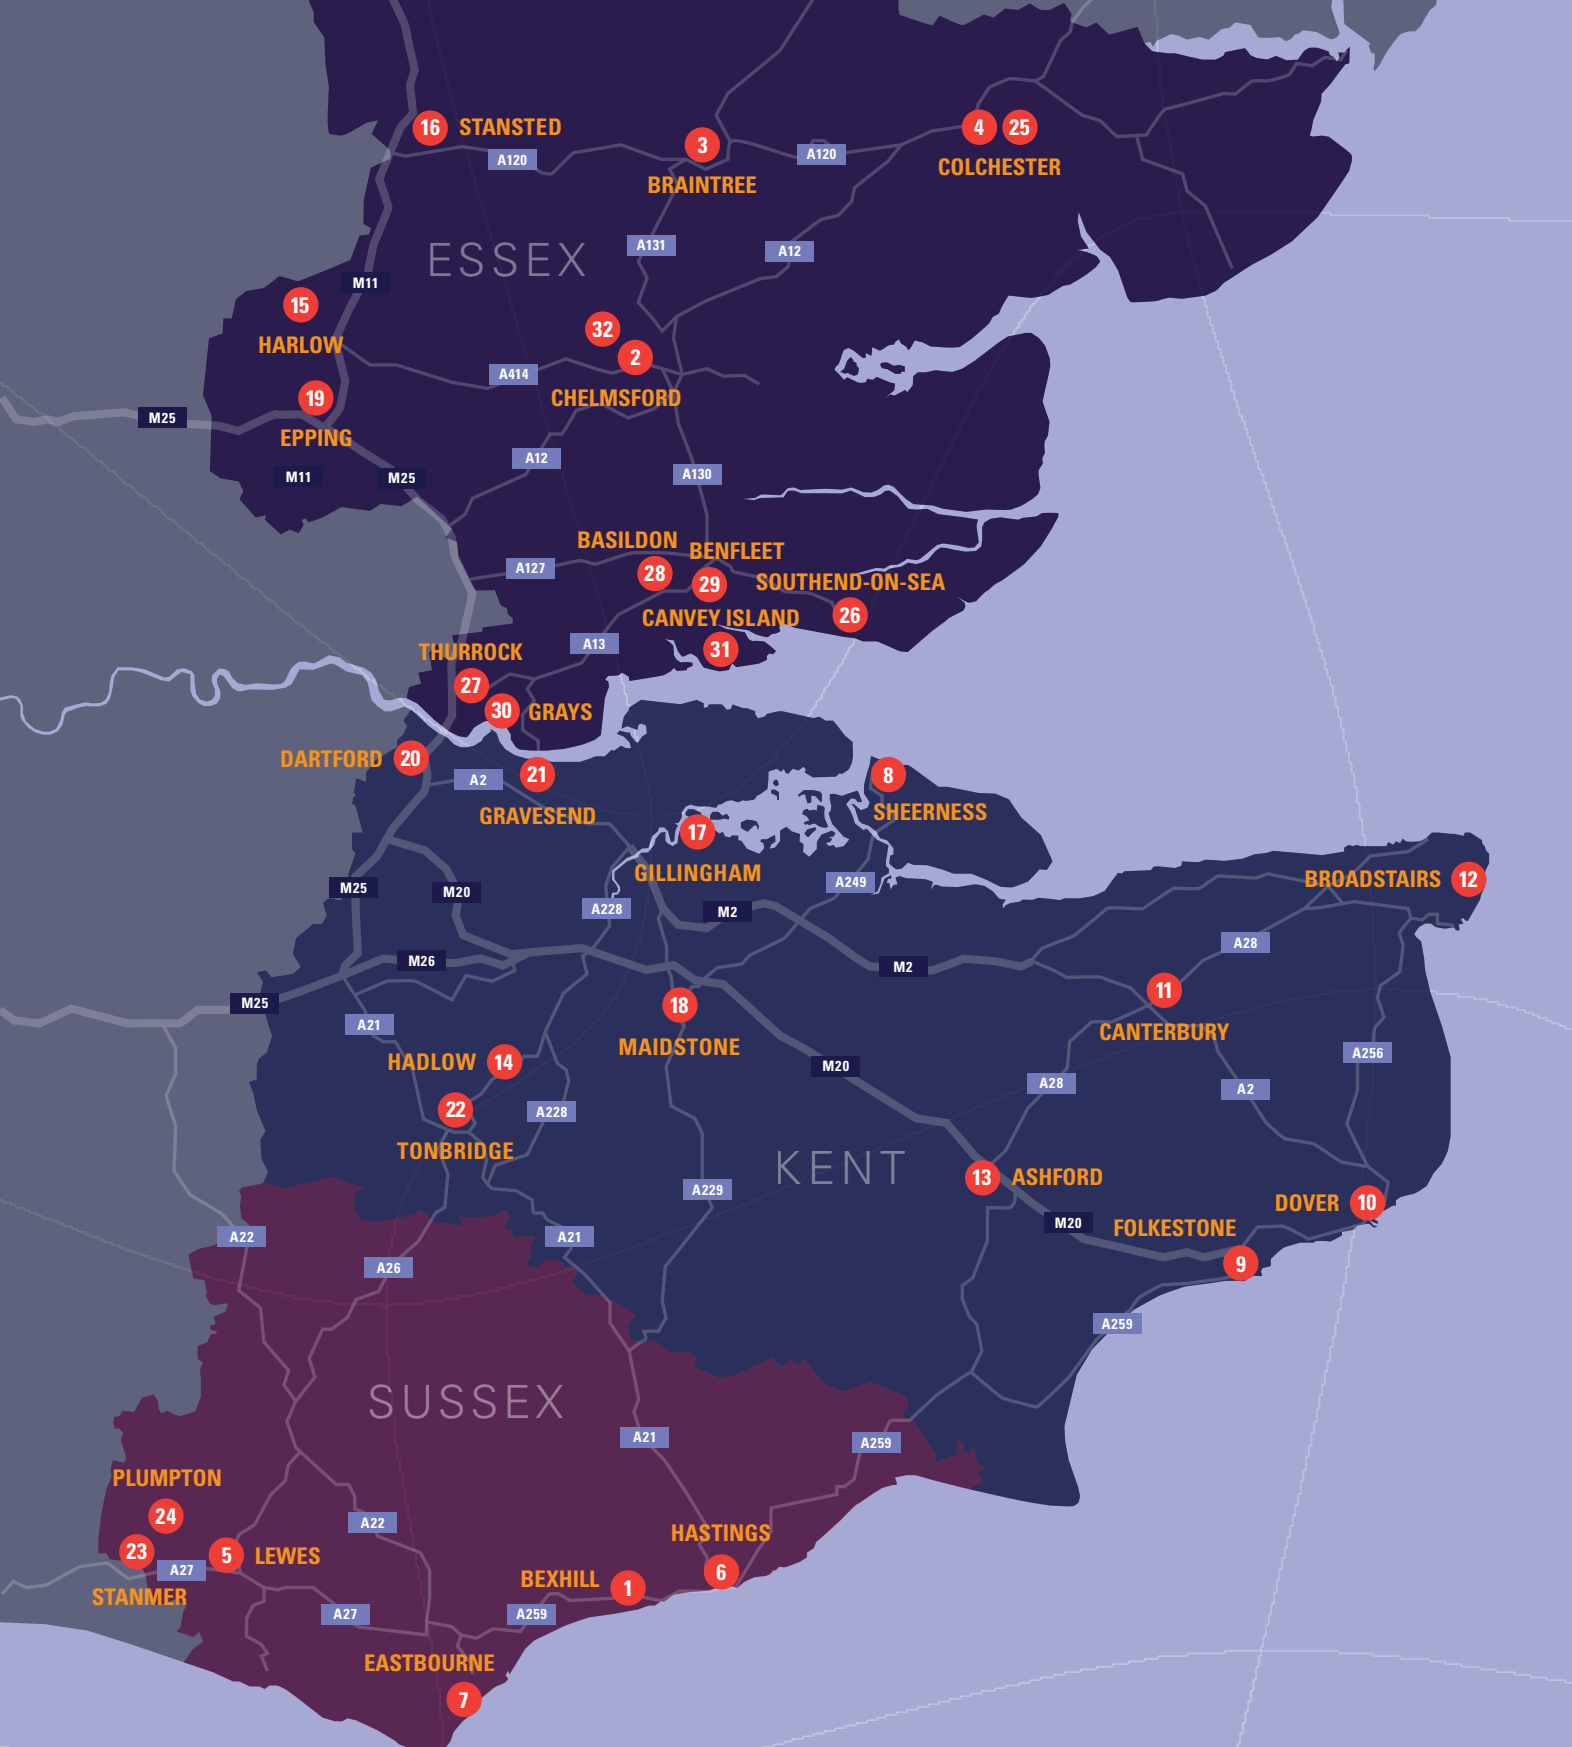 16 STANSTED
4 25
3
A120
A120
COLCHESTER
BRAINTREE
A131
A12
ESSEX
M11
15
32
HARLOW
2
A414
19
CHELMSFORD
M25
EPPING
A12
M11
M25
A130
BASILDON
BENFLEET
A127
28
29
SOUTHEND-ON-SEA
26
CANVEY ISLAND
A13
THURROCK
31
27
30 GRAYS
DARTFORD 20
A2
21
8
GRAVESEND
SHEERNESS
17
GILLINGHAM
BROADSTAIRS 12
M25
M20
A249
A228
M2
A28
M26
M2
11
M25
18
A21
CANTERBURY
MAIDSTONE
A256
HADLOW 14
M20
A28
A2
22
A228
TONBRIDGE
KENT
13 ASHFORD
A229
DOVER 10
M20
FOLKESTONE
A22
A21
A26
9
A259
SUSSEX
A21
A259
PLUMPTON
24
A22
HASTINGS
23
5 LEWES
A27
6
BEXHILL 1
STANMER
A27
A259
EASTBOURNE
7